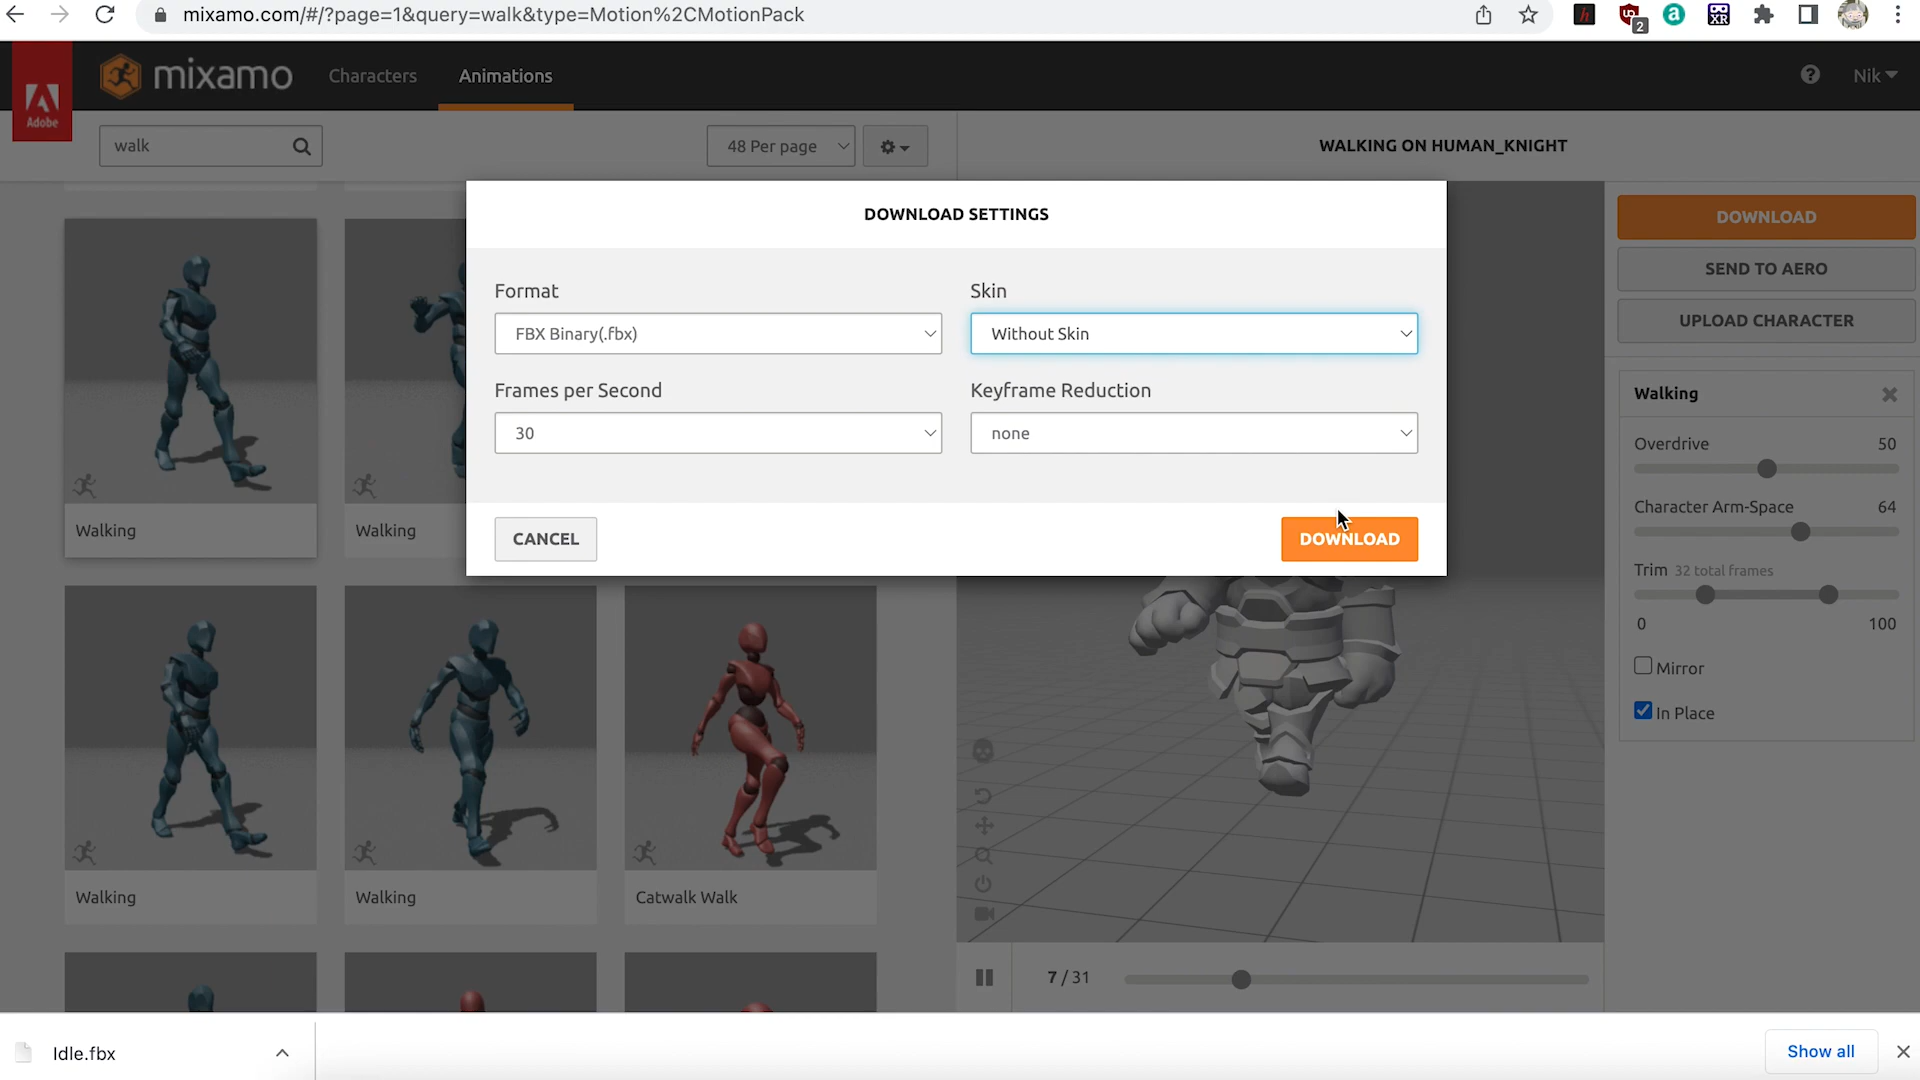 mixamo.com/#/?page=1&query=walk&type=Motion%2CMotionPack
2
XR
Adobe
mixamo
Characters
Animations
Nik
walk
48 Per page
WALKING ON HUMAN_KNIGHT
DOWNLOAD SETTINGS
Format
Skin
FBX Binary(.fbx)
Without Skin
Frames per Second
Keyframe Reduction
30
none
CANCEL
DOWNLOAD
DOWNLOAD
SEND TO AERO
UPLOAD CHARACTER
Walking
Overdrive 50
Character Arm-Space 64
Trim 32 total frames
0 100
Mirror
In Place
Walking
Walking
Walking
Walking
Catwalk Walk
7 / 31
Idle.fbx
Show all